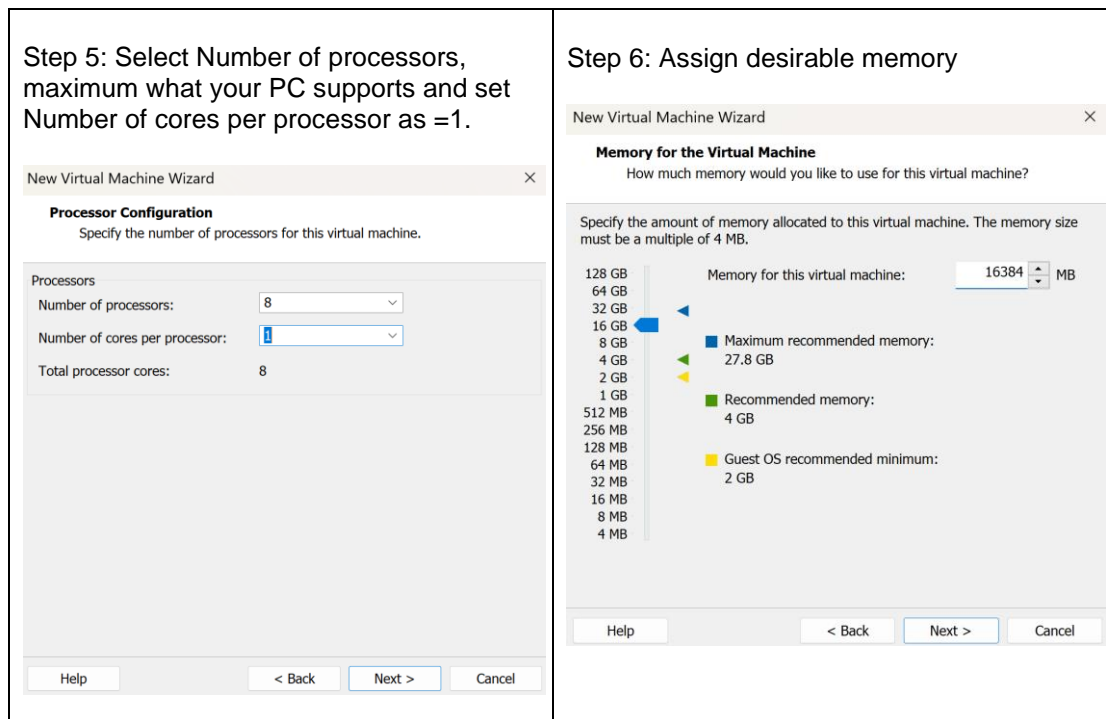 Step 5: Select Number of processors,
maximum what your PC supports and set
Number of cores per processor as =1.
New Virtual Machine Wizard
Processor Configuration
Specify the number of processors for this virtual machine.
Processors
Number of processors: 8
Number of cores per processor: 1
Total processor cores: 8
Help < Back Next > Cancel
Step 6: Assign desirable memory
New Virtual Machine Wizard
Memory for the Virtual Machine
How much memory would you like to use for this virtual machine?
Specify the amount of memory allocated to this virtual machine. The memory size
must be a multiple of 4 MB.
128 GB Memory for this virtual machine: 16384 MB
64 GB
32 GB
16 GB
8 GB Maximum recommended memory:
4 GB 27.8 GB
2 GB
1 GB Recommended memory:
512 MB 4 GB
256 MB
128 MB
64 MB Guest OS recommended minimum:
32 MB 2 GB
16 MB
8 MB
4 MB
Help < Back Next > Cancel